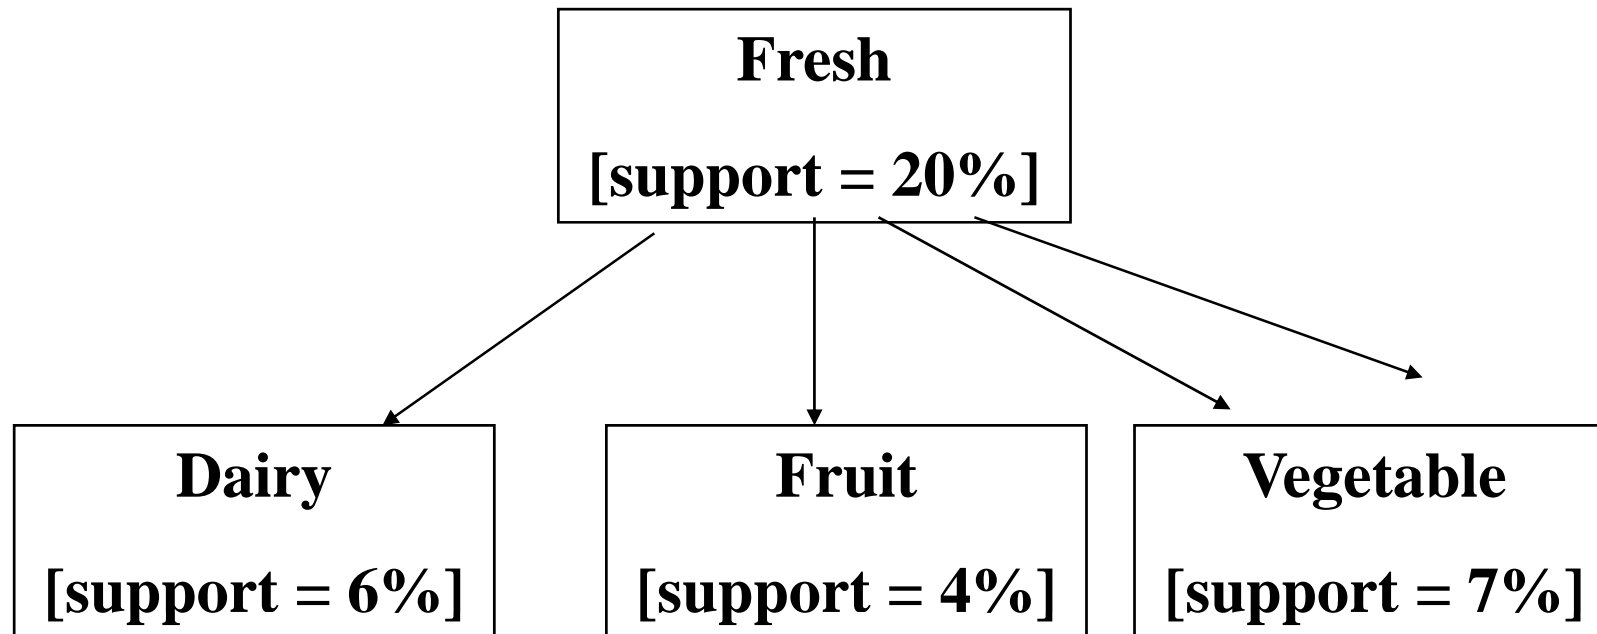 Fresh
[support = 20%]
Dairy
[support = 6%]
Fruit
[support = 4%]
Vegetable
[support = 7%]